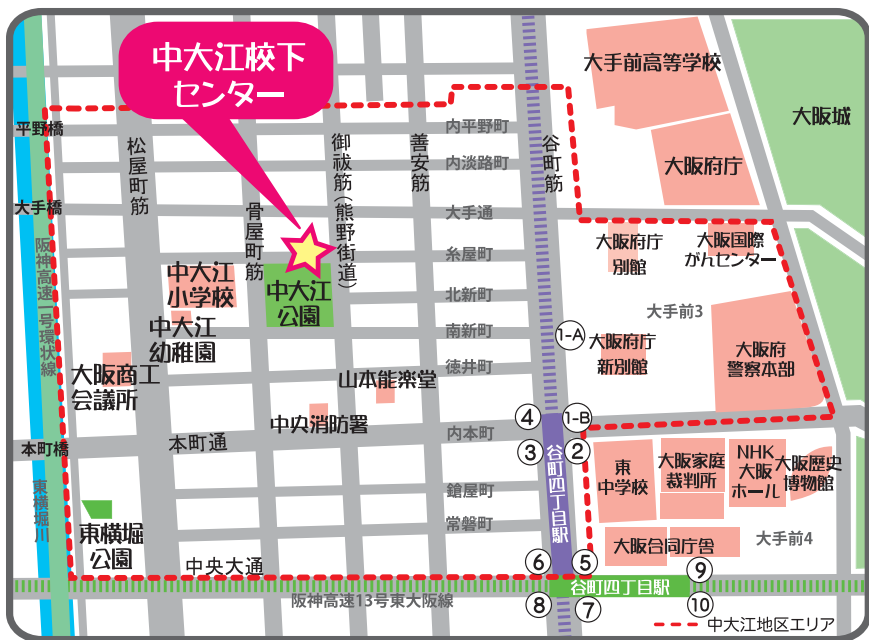 中大江校下
センター
大手前高等学校
大阪城
平野橋
内平野町
松屋町筋
御祓筋(熊野街道)
善安筋
谷町筋
内淡路町
大阪府庁
大手橋
骨屋町筋
大手通
阪神高速一号環状線
糸屋町
大阪府庁
別館
大阪国際
がんセンター
中大江
小学校
中大江
公園
北新町
大手前3
中大江
幼稚園
南新町
1-A
大阪府庁
新別館
大阪府
警察本部
大阪商工
会議所
徳井町
山本能楽堂
中央消防署
4
1-B
本町橋
本町通
内本町
3
2
谷町四丁目駅
東
中学校
大阪家庭
裁判所
NHK
大阪
ホール
大阪歴史
博物館
東横堀川
鎗屋町
東横堀
公園
常磐町
大阪合同庁舎
大手前4
中央大通
6
5
9
谷町四丁目駅
阪神高速13号東大阪線
8
7
10
中大江地区エリア